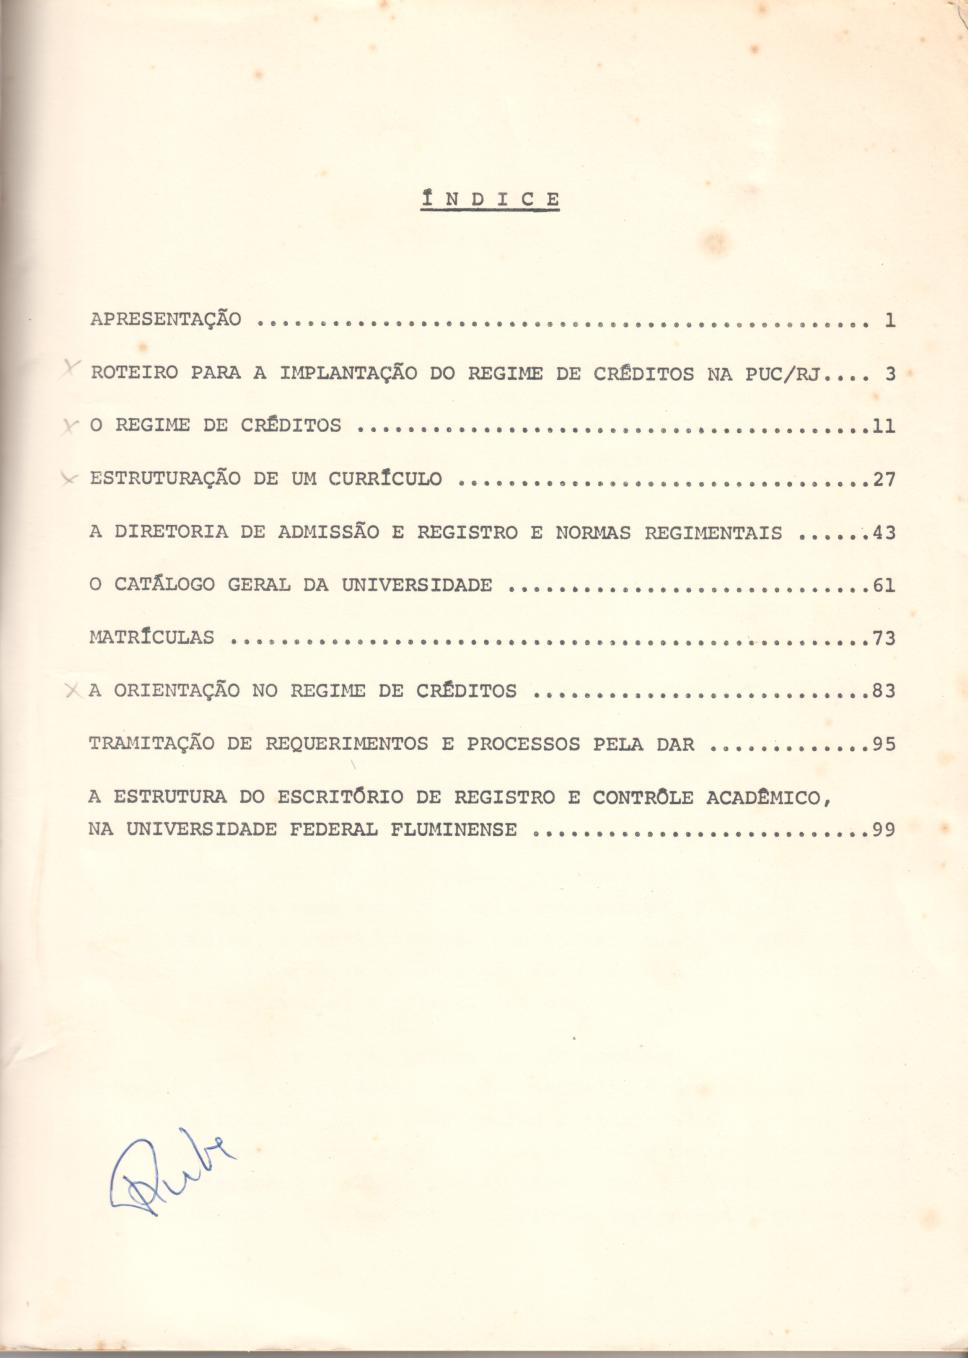 Í N D I C E
APRESENTAÇÃO ................................................. 1
ROTEIRO PARA A IMPLANTAÇÃO DO REGIME DE CRÉDITOS NA PUC/RJ.... 3
O REGIME DE CRÉDITOS .........................................11
ESTRUTURAÇÃO DE UM CURRÍCULO .................................27
A DIRETORIA DE ADMISSÃO E REGISTRO E NORMAS REGIMENTAIS ......43
O CATÁLOGO GERAL DA UNIVERSIDADE .............................61
MATRÍCULAS ...................................................73
A ORIENTAÇÃO NO REGIME DE CRÉDITOS ...........................83
TRAMITAÇÃO DE REQUERIMENTOS E PROCESSOS PELA DAR .............95
A ESTRUTURA DO ESCRITÓRIO DE REGISTRO E CONTRÔLE ACADÊMICO,
NA UNIVERSIDADE FEDERAL FLUMINENSE ...........................99